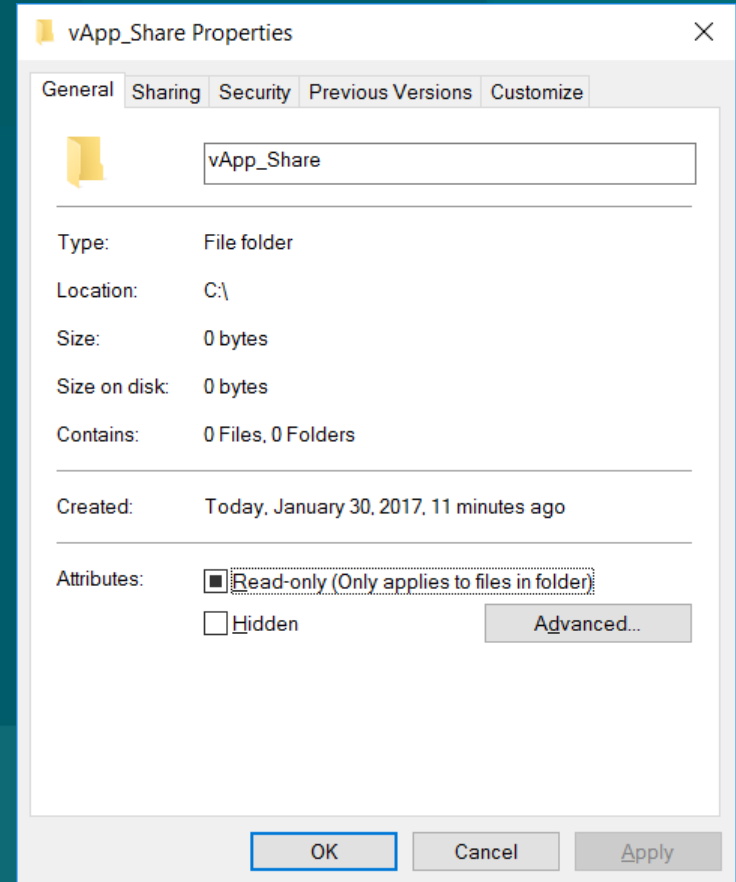 vApp_Share Properties
General Sharing Security Previous Versions Customize
vApp_Share
Type: File folder
Location: C:\
Size: 0 bytes
Size on disk: 0 bytes
Contains: 0 Files, 0 Folders
Created: Today, January 30, 2017, 11 minutes ago
Attributes: Read-only (Only applies to files in folder)
Hidden Advanced...
OK Cancel Apply